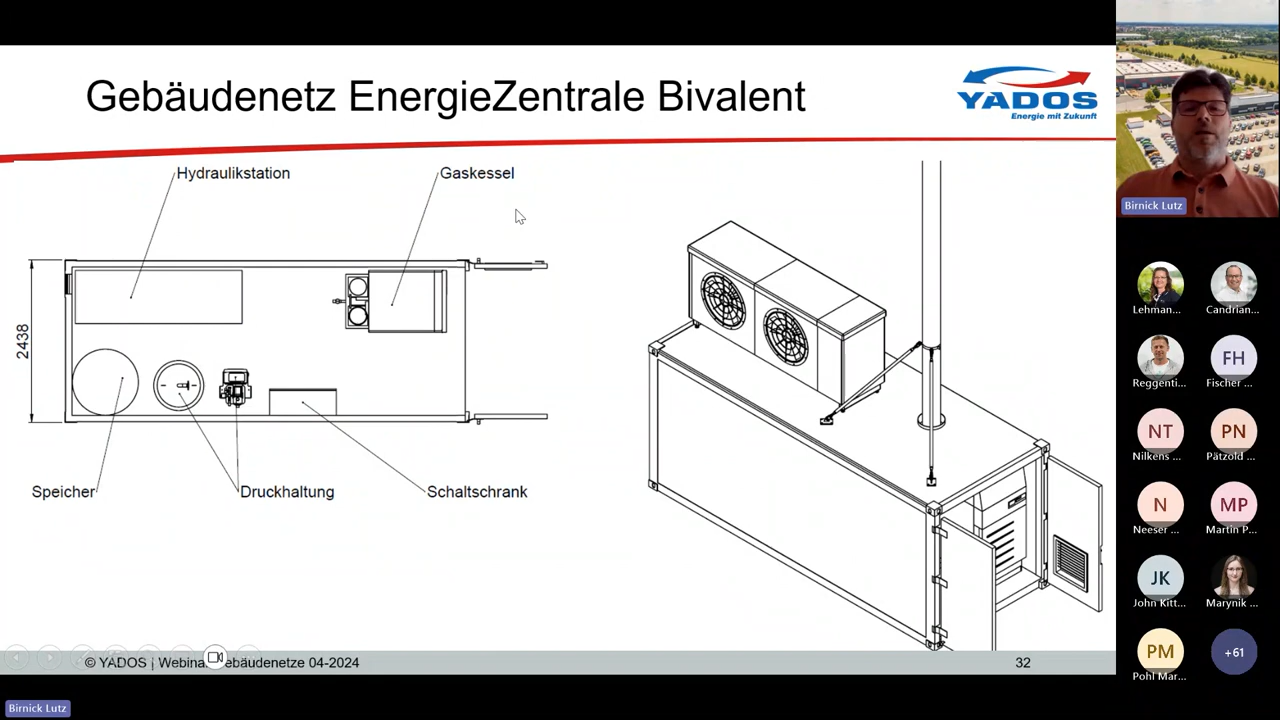 Gebäudenetz EnergieZentrale Bivalent
YADOS
Energie mit Zukunft
Hydraulikstation
Gaskessel
2438
Speicher
Druckhaltung
Schaltschrank
© YADOS | Webinar Gebäudenetze 04-2024
32
Birnick Lutz
Birnick Lutz
Lehman...
Candrian...
Reggenti...
FH
Fischer ...
NT
Nilkens ...
PN
Pätzold ...
N
Neeser ...
MP
Martin P...
JK
John Kitt...
Marynik ...
PM
Pohl Mar...
+61